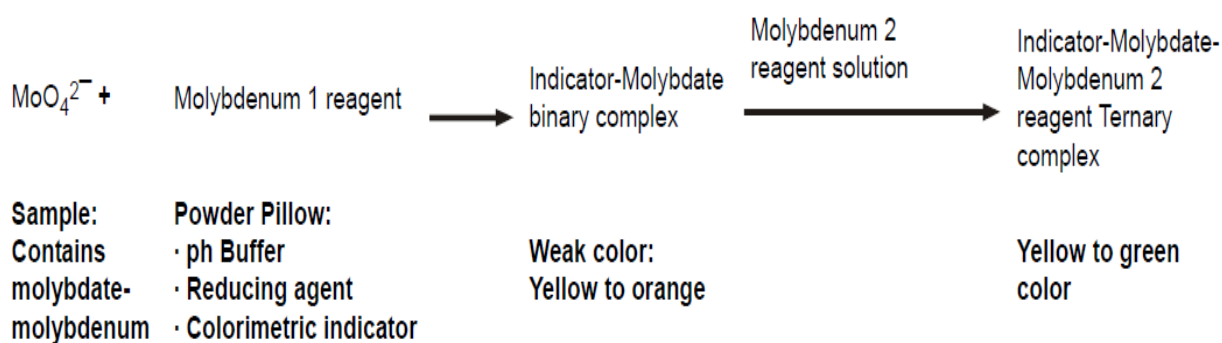 MoO₄²⁻ +
Molybdenum 1 reagent
Indicator-Molybdate
binary complex
Molybdenum 2
reagent solution
Indicator-Molybdate-
Molybdenum 2
reagent Ternary
complex
Sample:
Contains
molybdate-
molybdenum
Powder Pillow:
· ph Buffer
· Reducing agent
· Colorimetric indicator
Weak color:
Yellow to orange
Yellow to green
color